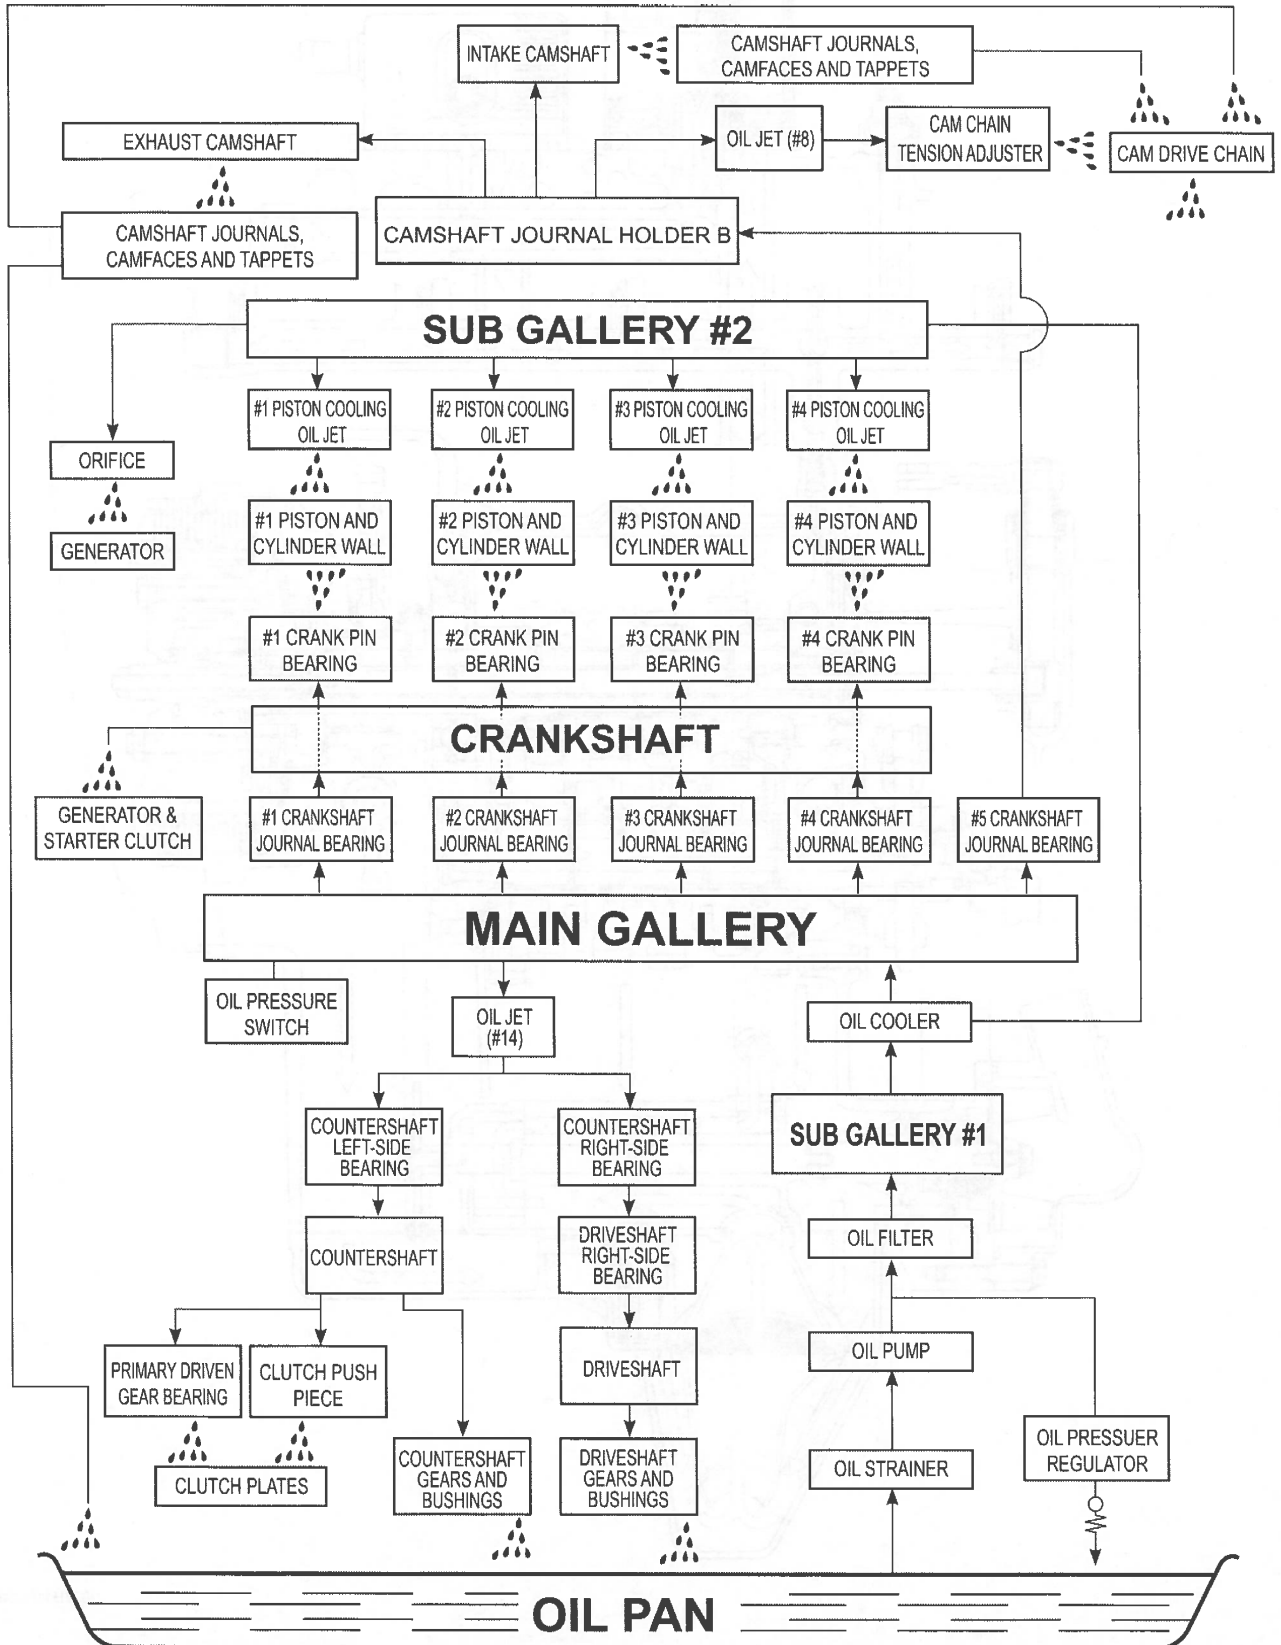 INTAKE CAMSHAFT
CAMSHAFT JOURNALS,
CAMFACES AND TAPPETS
EXHAUST CAMSHAFT
OIL JET (#8)
CAM CHAIN
TENSION ADJUSTER
CAM DRIVE CHAIN
CAMSHAFT JOURNALS,
CAMFACES AND TAPPETS
CAMSHAFT JOURNAL HOLDER B
SUB GALLERY #2
#1 PISTON COOLING
OIL JET
#2 PISTON COOLING
OIL JET
#3 PISTON COOLING
OIL JET
#4 PISTON COOLING
OIL JET
ORIFICE
GENERATOR
#1 PISTON AND
CYLINDER WALL
#2 PISTON AND
CYLINDER WALL
#3 PISTON AND
CYLINDER WALL
#4 PISTON AND
CYLINDER WALL
#1 CRANK PIN
BEARING
#2 CRANK PIN
BEARING
#3 CRANK PIN
BEARING
#4 CRANK PIN
BEARING
CRANKSHAFT
GENERATOR &
STARTER CLUTCH
#1 CRANKSHAFT
JOURNAL BEARING
#2 CRANKSHAFT
JOURNAL BEARING
#3 CRANKSHAFT
JOURNAL BEARING
#4 CRANKSHAFT
JOURNAL BEARING
#5 CRANKSHAFT
JOURNAL BEARING
MAIN GALLERY
OIL PRESSURE
SWITCH
OIL JET
(#14)
OIL COOLER
COUNTERSHAFT
LEFT-SIDE
BEARING
COUNTERSHAFT
RIGHT-SIDE
BEARING
SUB GALLERY #1
COUNTERSHAFT
DRIVESHAFT
RIGHT-SIDE
BEARING
OIL FILTER
PRIMARY DRIVEN
GEAR BEARING
CLUTCH PUSH
PIECE
DRIVESHAFT
OIL PUMP
CLUTCH PLATES
COUNTERSHAFT
GEARS AND
BUSHINGS
DRIVESHAFT
GEARS AND
BUSHINGS
OIL STRAINER
OIL PRESSUER
REGULATOR
OIL PAN